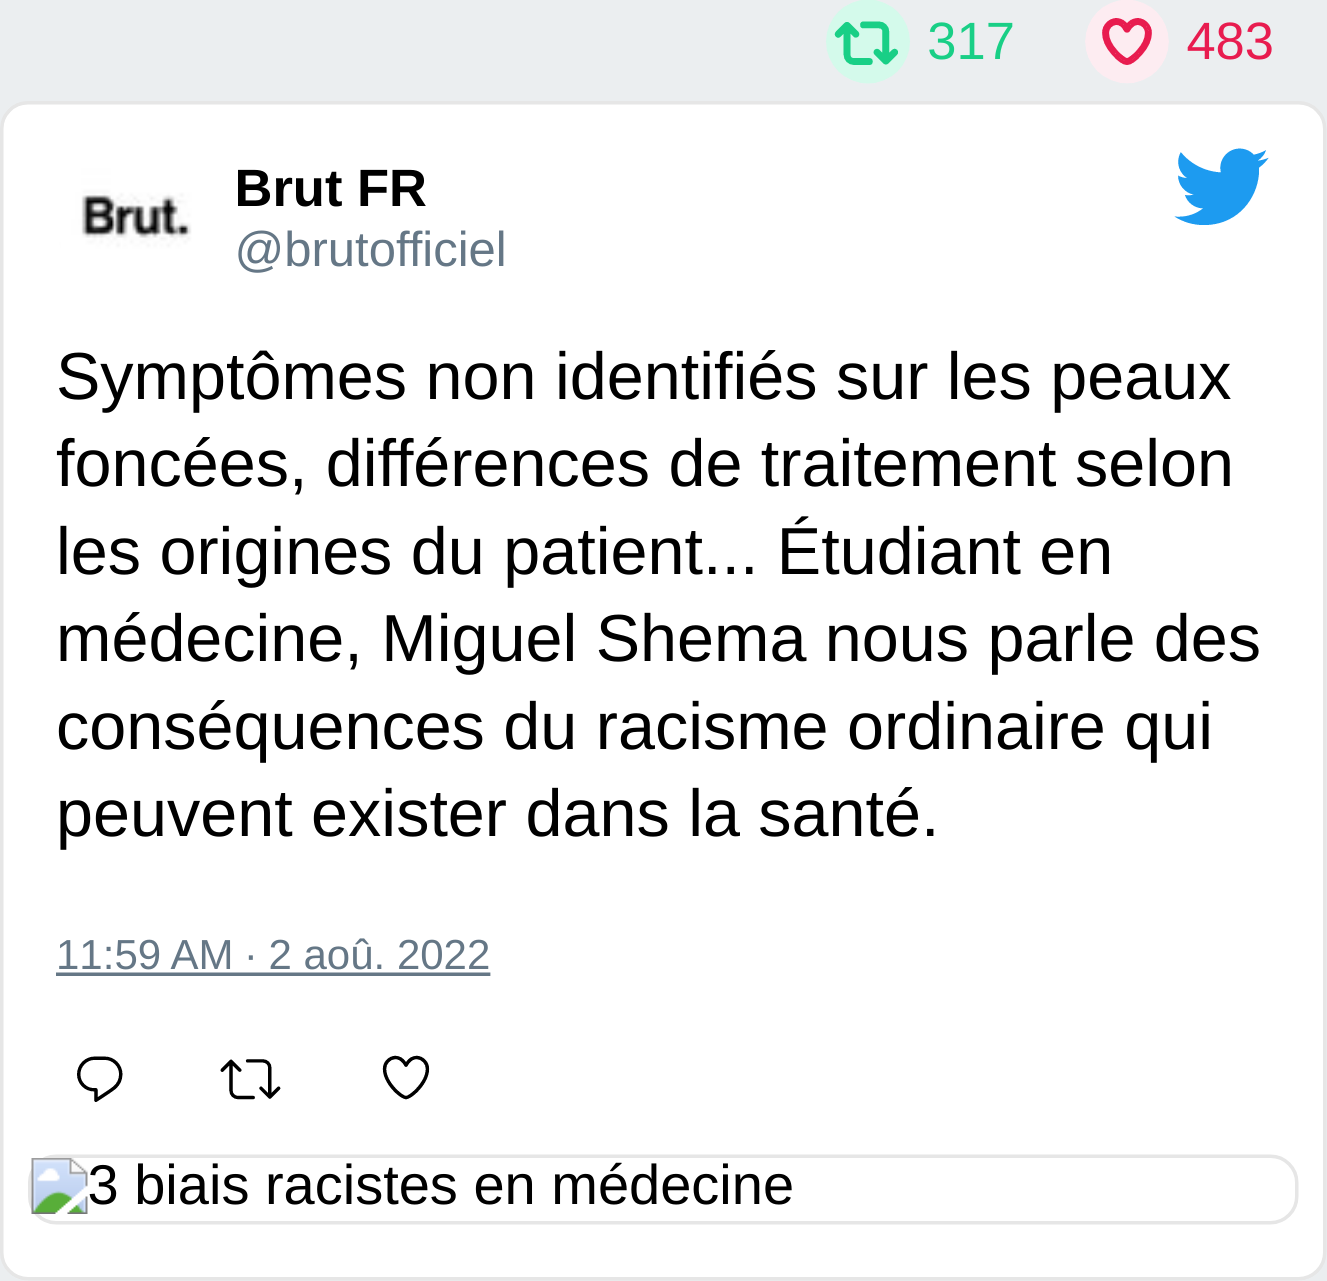 317 483
Brut.
Brut FR
@brutofficiel
Symptômes non identifiés sur les peaux
foncées, différences de traitement selon
les origines du patient... Étudiant en
médecine, Miguel Shema nous parle des
conséquences du racisme ordinaire qui
peuvent exister dans la santé.
11:59 AM · 2 aoû. 2022
3 biais racistes en médecine